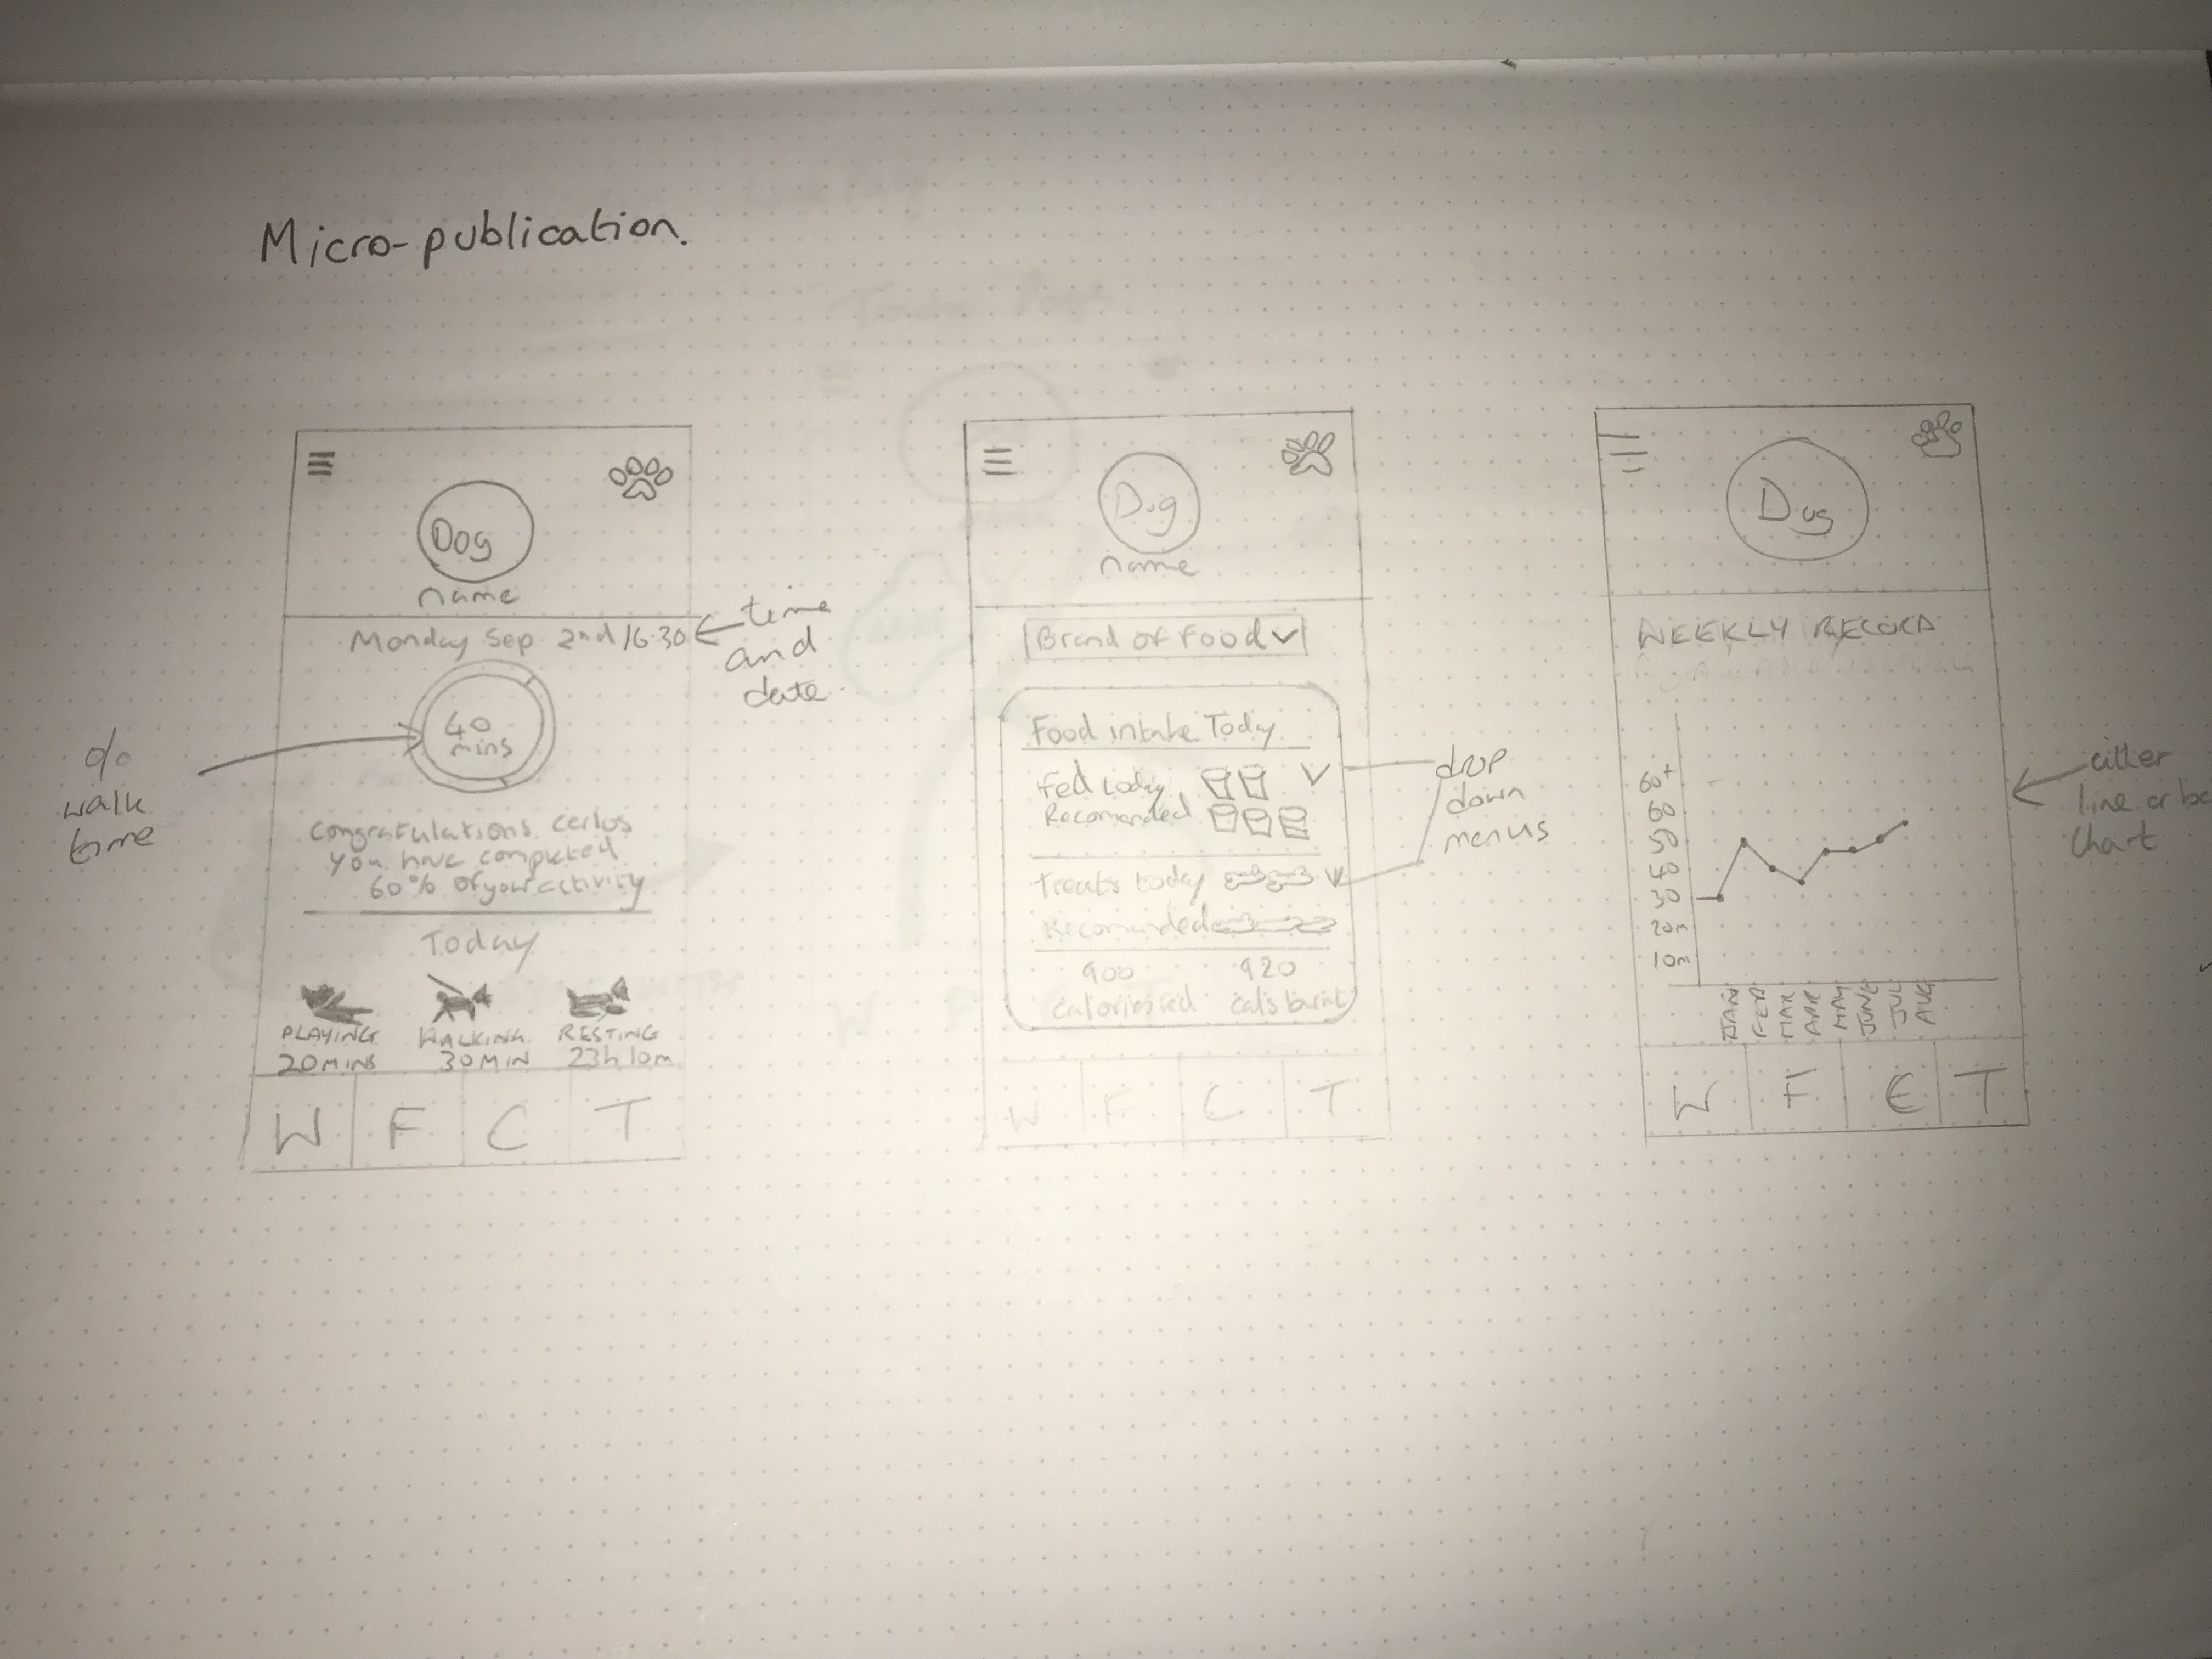 Micro-publication.
Dog
name
Monday Sep 2nd 16.30
time
and
date.
40
mins
%
walk
time
Congratulations Carlos
you have completed
60% of your activity
Today
PLAYING
20 MINS
WALKING
30 MIN
RESTING
23h 10m
W F C T
Dog
name
Brand of Food
Food intake Today
Fed today
Recomended
Treats today
Recomended
drop
down
menus
900
calories fed
920
cals burnt
W F C T
Dog
WEEKLY RECORD
60+
60
50
40
30
20m
10m
JAN
FEB
MAR
APR
MAY
JUNE
JUL
AUG
either
line or ba
chart
W F C T